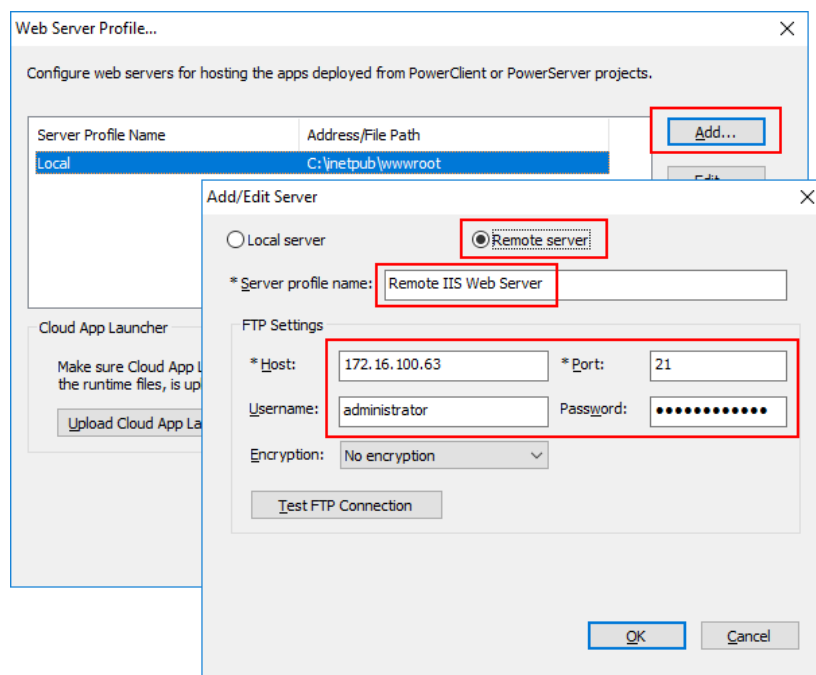 Web Server Profile...
Configure web servers for hosting the apps deployed from PowerClient or PowerServer projects.
Server Profile Name Address/File Path
Local C:\inetpub\wwwroot
Add...
Add/Edit Server
Local server Remote server
* Server profile name: Remote IIS Web Server
FTP Settings
* Host: 172.16.100.63 * Port: 21
Username: administrator Password: ●●●●●●●●●●●●
Encryption: No encryption
Test FTP Connection
OK Cancel
Cloud App Launcher
Make sure Cloud App
the runtime files, is
Upload Cloud App